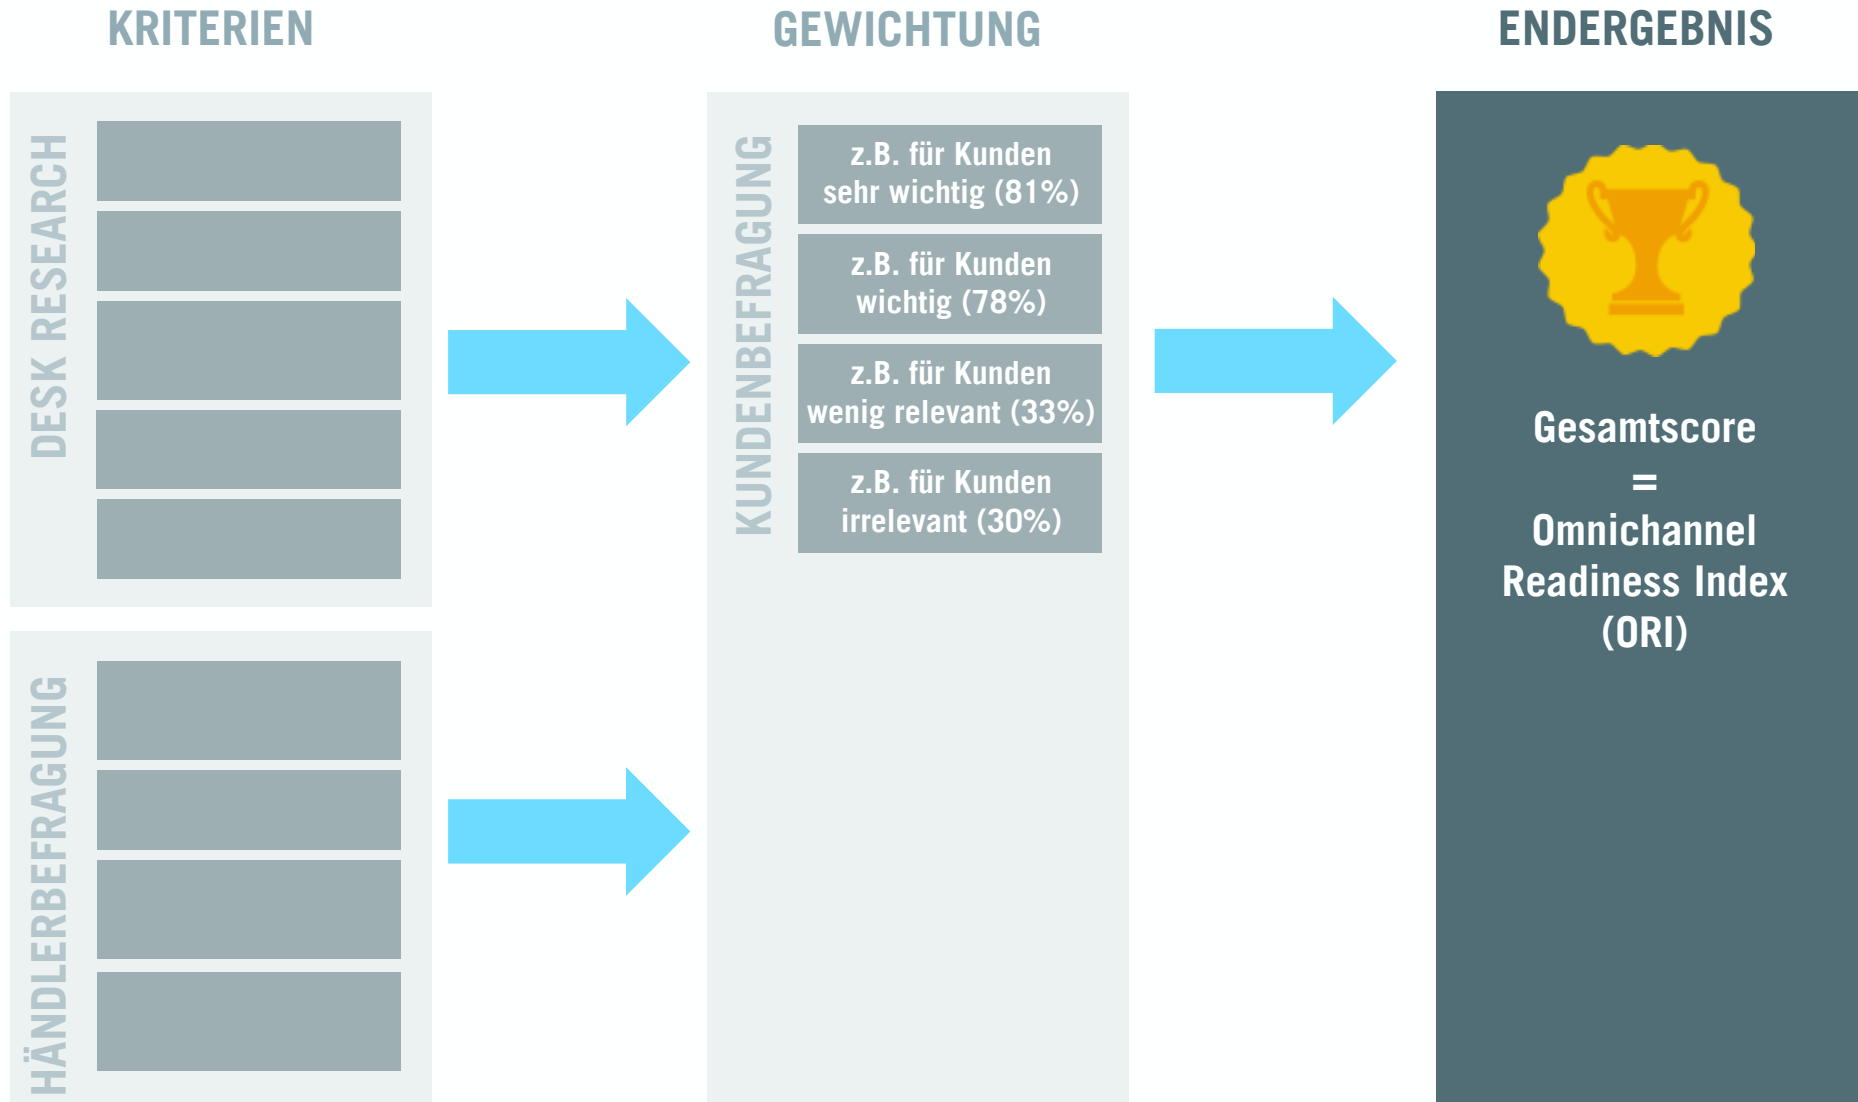 KRITERIEN
GEWICHTUNG
ENDERGEBNIS
DESK RESEARCH
HÄNDLERBEFRAGUNG
KUNDENBEFRAGUNG
z.B. für Kunden
sehr wichtig (81%)
z.B. für Kunden
wichtig (78%)
z.B. für Kunden
wenig relevant (33%)
z.B. für Kunden
irrelevant (30%)
Gesamtscore
=
Omnichannel
Readiness Index
(ORI)